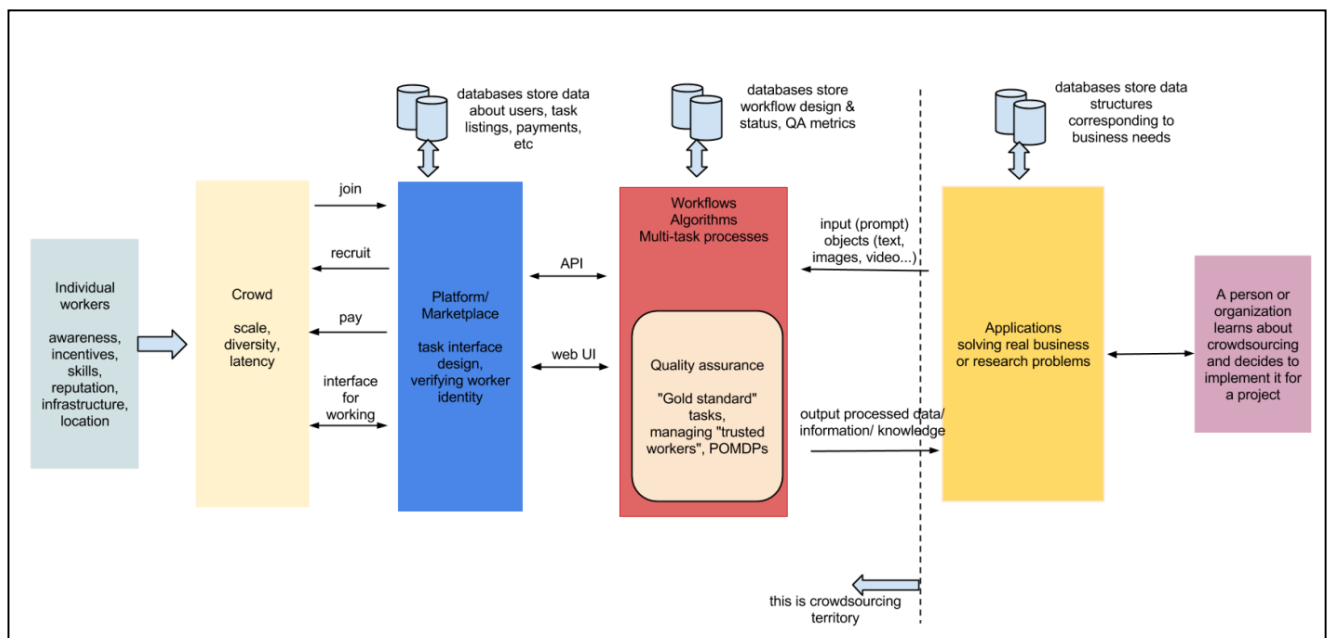 databases store data
about users, task
listings, payments,
etc
databases store
workflow design &
status, QA metrics
databases store data
structures
corresponding to
business needs
Individual
workers
awareness,
incentives,
skills,
reputation,
infrastructure,
location
Crowd
scale,
diversity,
latency
join
recruit
pay
interface
for
working
Platform/
Marketplace
task interface
design,
verifying worker
identity
API
web UI
Workflows
Algorithms
Multi-task processes
Quality assurance
"Gold standard"
tasks,
managing "trusted
workers", POMDPs
input (prompt)
objects (text,
images, video...)
output processed data/
information/ knowledge
Applications
solving real business
or research problems
A person or
organization
learns about
crowdsourcing
and decides to
implement it for
a project
this is crowdsourcing
territory